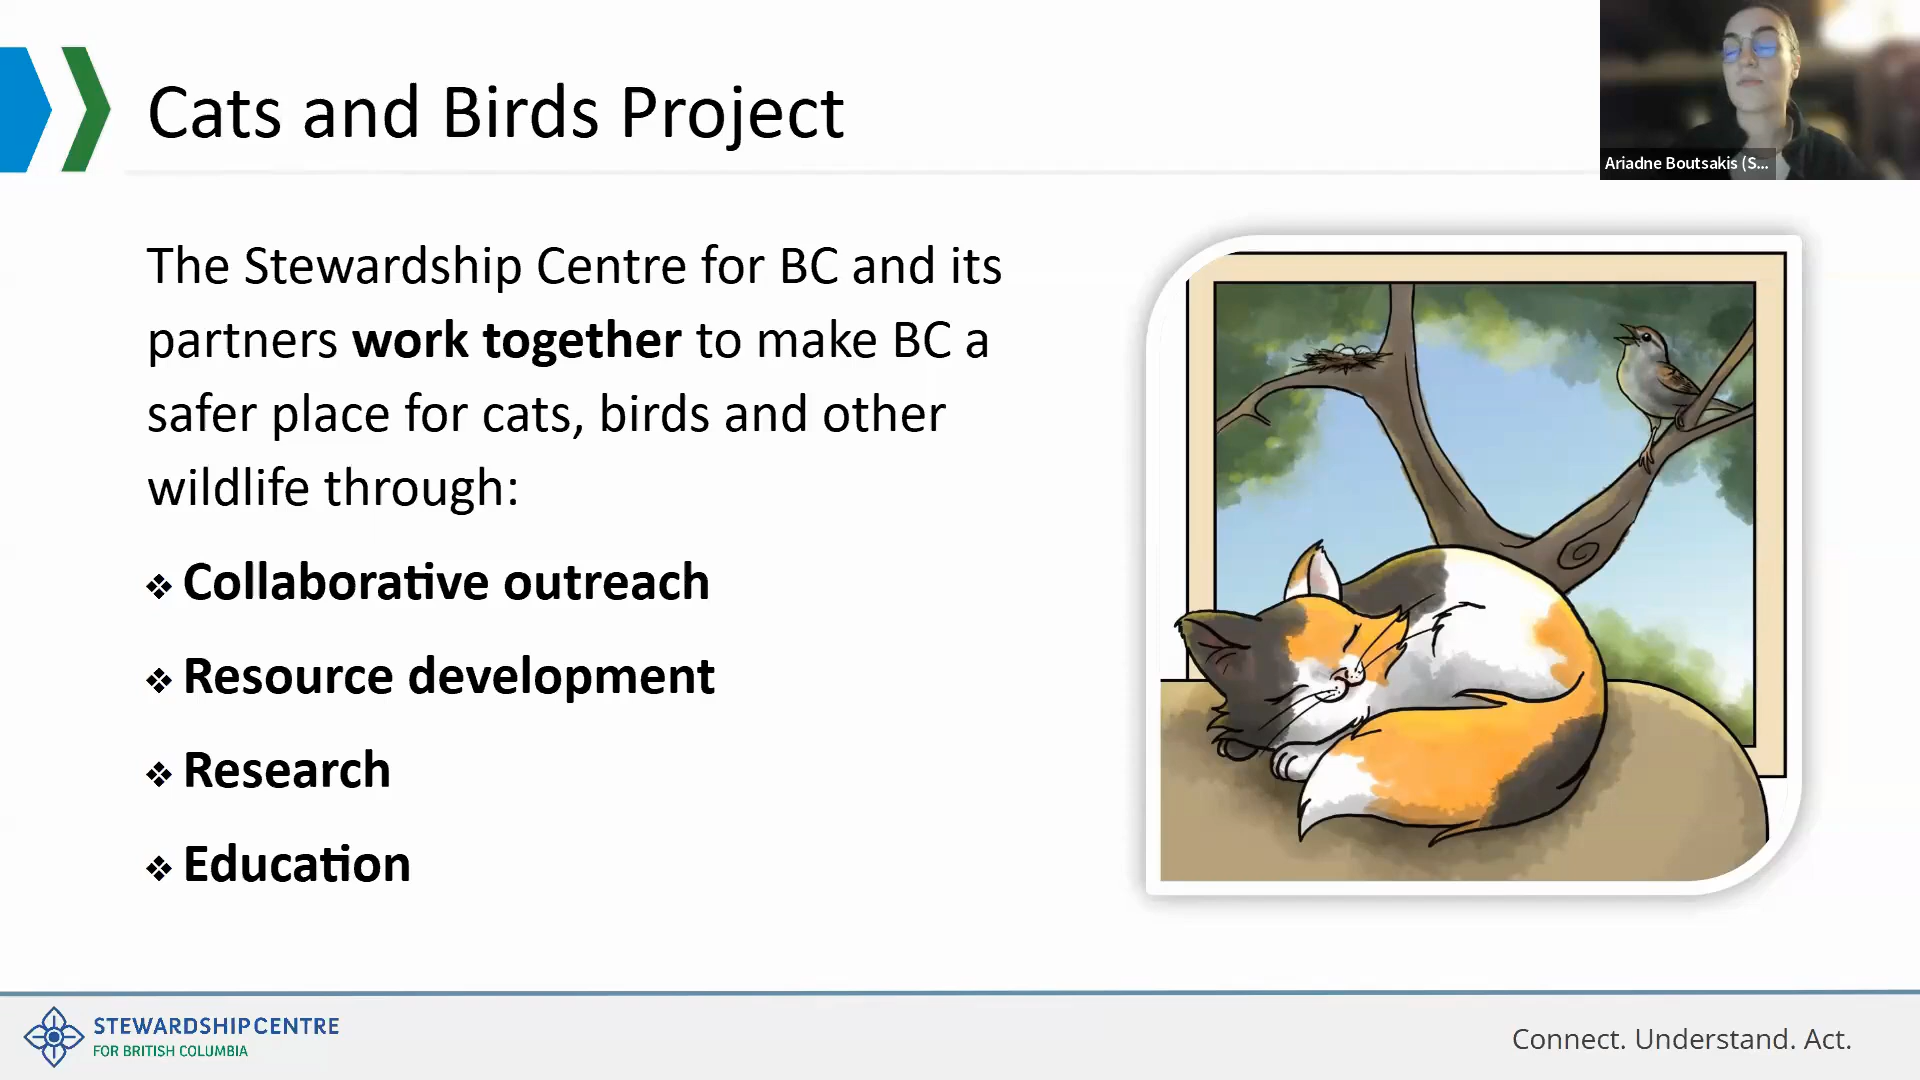 Cats and Birds Project
Ariadne Boutsakis (S...
The Stewardship Centre for BC and its
partners work together to make BC a
safer place for cats, birds and other
wildlife through:
❖ Collaborative outreach
❖ Resource development
❖ Research
❖ Education
STEWARDSHIP CENTRE
FOR BRITISH COLUMBIA
Connect. Understand. Act.